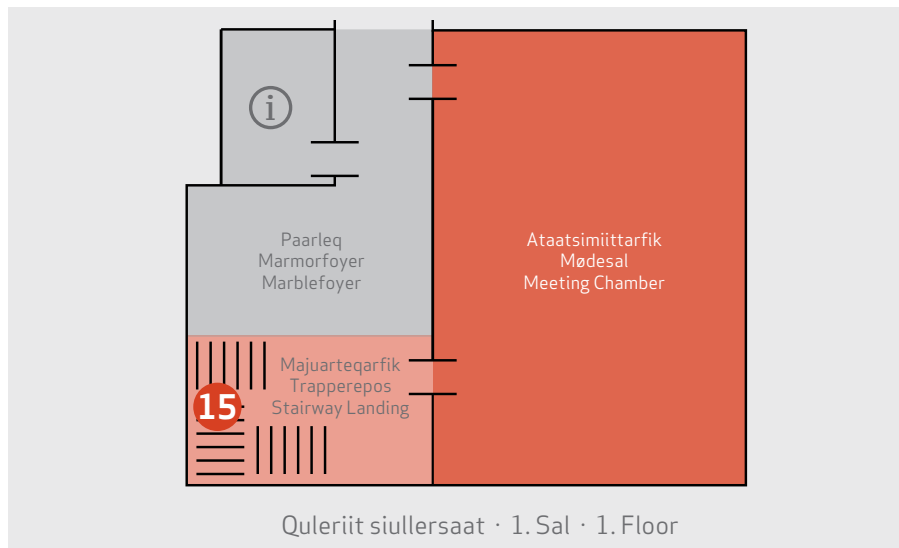 i
Paarleq
Marmorfoyer
Marblefoyer
Ataatsimiittarfik
Mødesal
Meeting Chamber
Majuarteqarfik
Trapperepos
Stairway Landing
15
Quleriit siullersaat · 1. Sal · 1. Floor